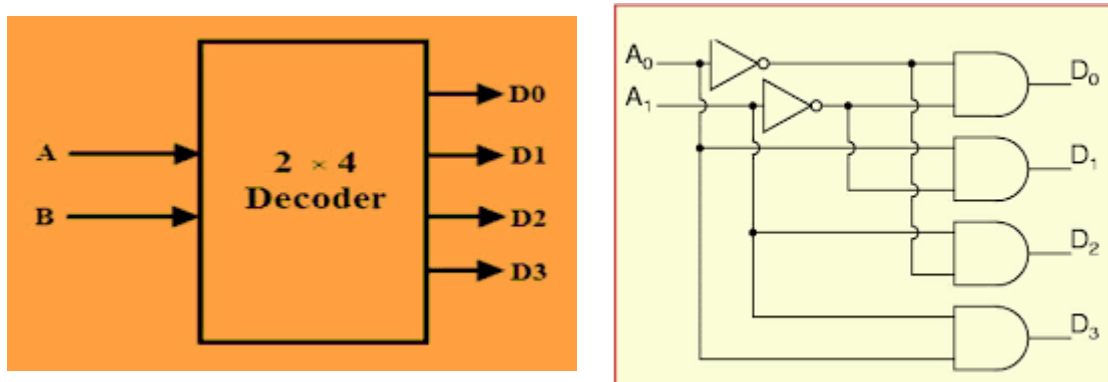 A
B
2 × 4
Decoder
D0
D1
D2
D3
A₀
A₁
D₀
D₁
D₂
D₃